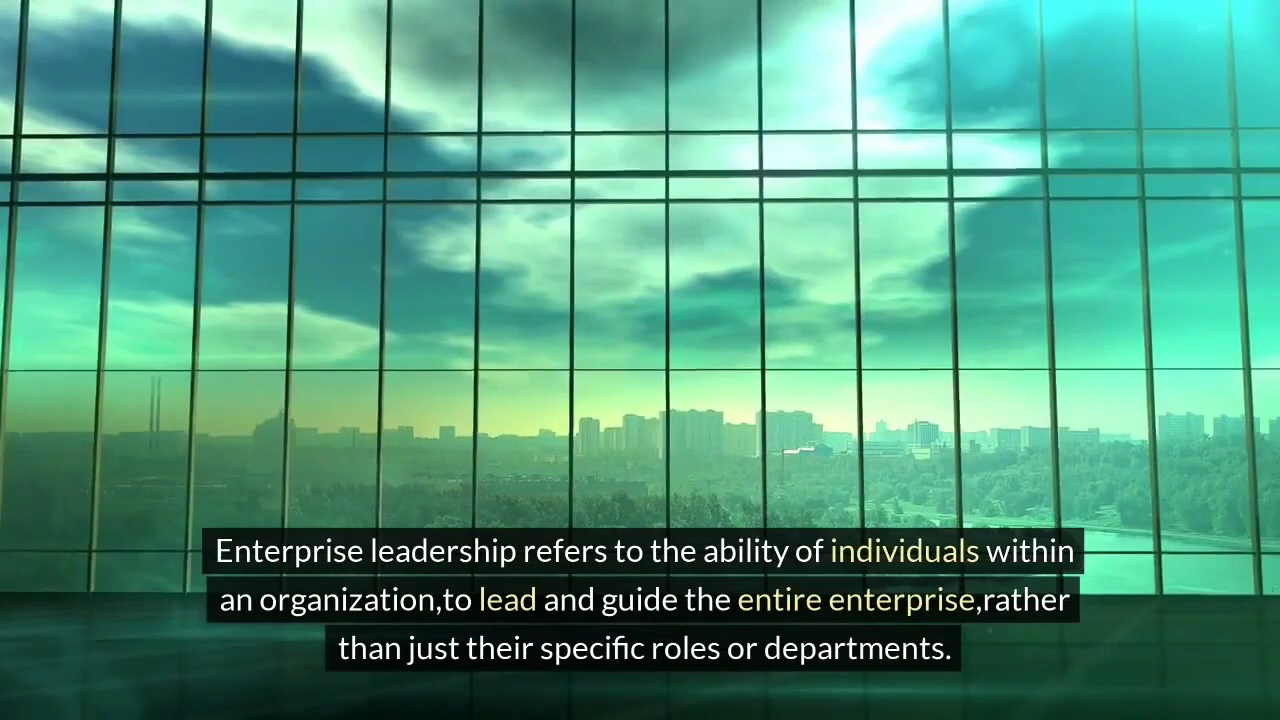 Enterprise leadership refers to the ability of individuals within
an organization,to lead and guide the entire enterprise,rather
than just their specific roles or departments.